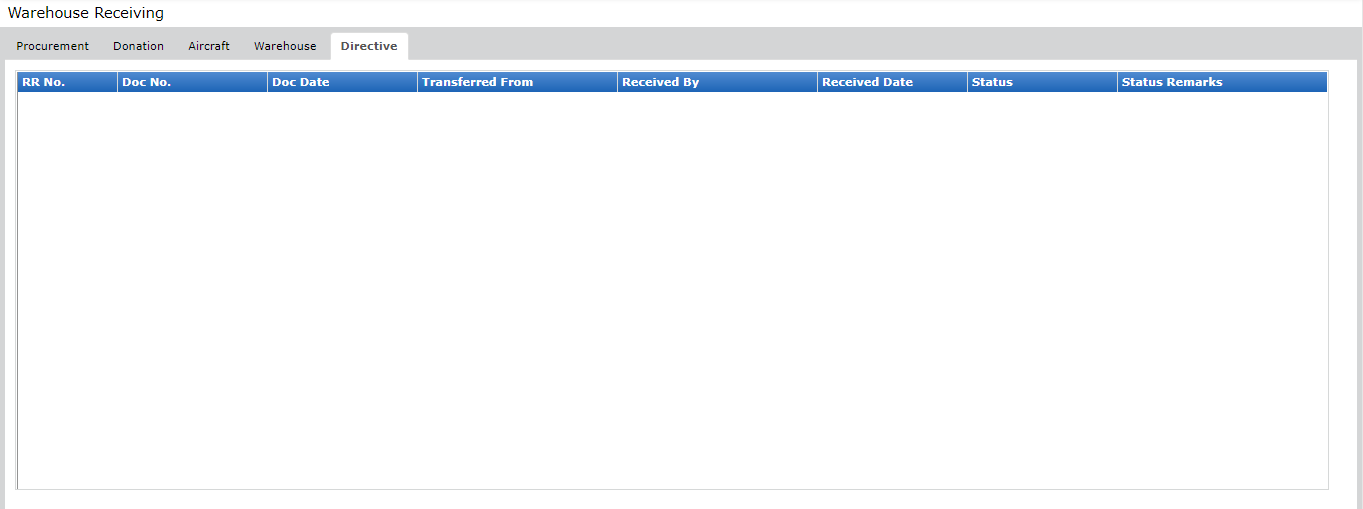 Warehouse Receiving
Procurement Donation Aircraft Warehouse Directive
RR No. Doc No. Doc Date Transferred From Received By Received Date Status Status Remarks